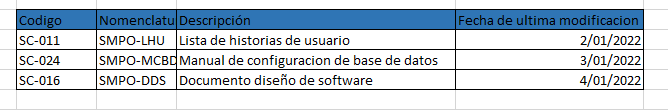 Codigo Nomenclatu Descripción Fecha de ultima modificacion
SC-011 SMPO-LHU Lista de historias de usuario 2/01/2022
SC-024 SMPO-MCBD Manual de configuracion de base de datos 3/01/2022
SC-016 SMPO-DDS Documento diseño de software 4/01/2022